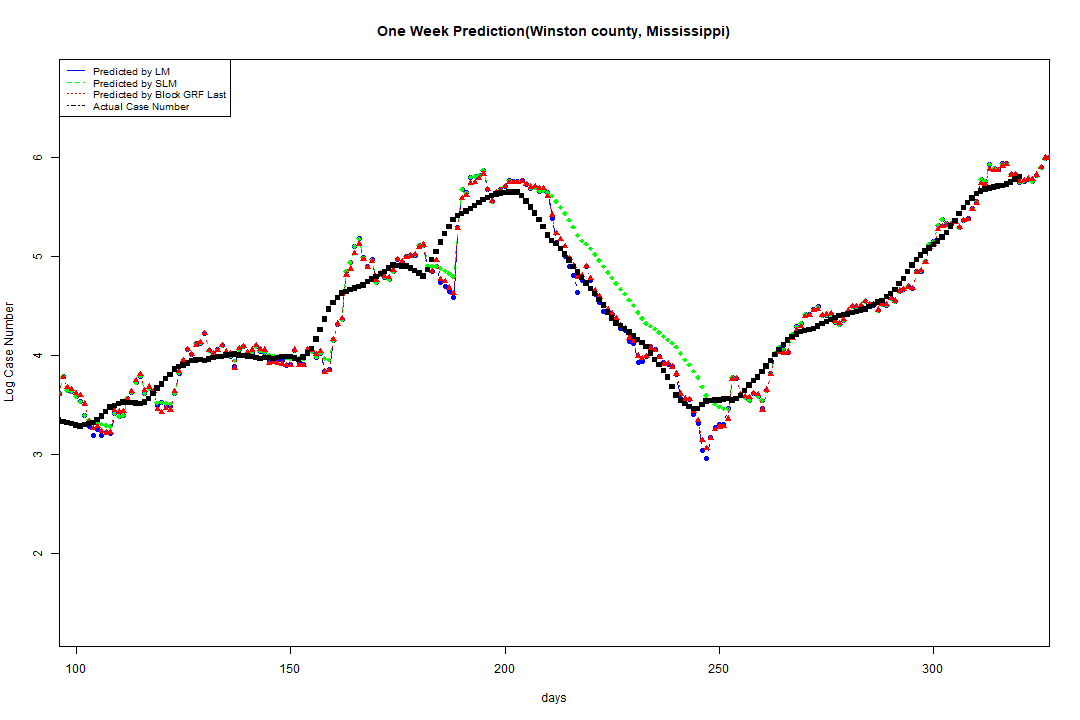 One Week Prediction(Winston county, Mississippi)
Predicted by LM
Predicted by SLM
Predicted by Block GRF Last
Actual Case Number
6
5
4
3
2
Log Case Number
100 150 200 250 300
days